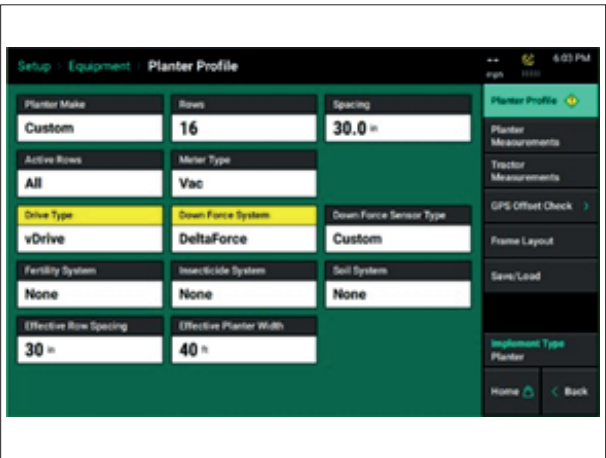 Setup Equipment Planter Profile
-- 6:03 PM
mph
Planter Make Rows Spacing
Custom 16 30.0 in
Active Rows Meter Type
All Vac
Drive Type Down Force System Down Force Sensor Type
vDrive DeltaForce Custom
Fertility System Insecticide System Soil System
None None None
Effective Row Spacing Effective Planter Width
30 in 40 ft
Planter Profile
Planter
Measurements
Tractor
Measurements
GPS Offset Check >
Frame Layout
Save/Load
Implement Type
Planter
Home < Back